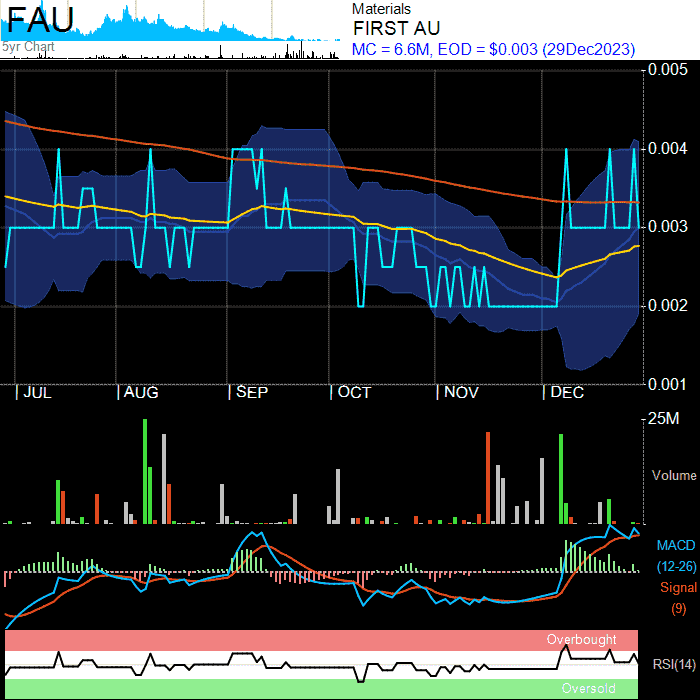 FAU
5yr Chart
Materials
FIRST AU
MC = 6.6M, EOD = $0.003 (29Dec2023)
0.005
0.004
0.003
0.002
0.001
JUL AUG SEP OCT NOV DEC
25M
Volume
MACD
(12-26)
Signal
(9)
Overbought
RSI(14)
Oversold